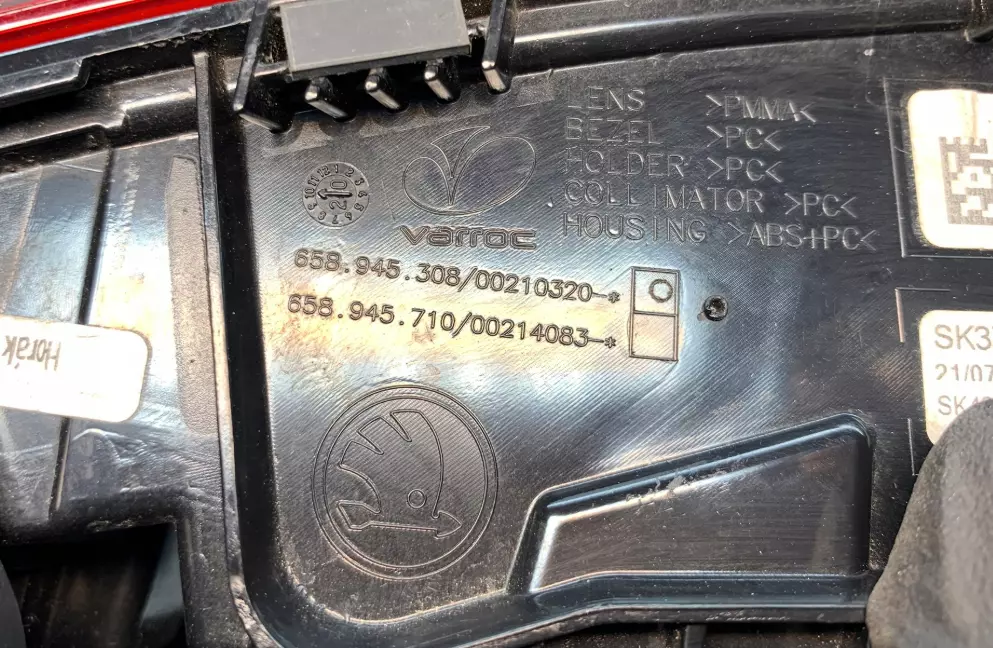 LENS >PMMA<
BEZEL >PC<
HOLDER >PC<
COLLIMATOR >PC<
HOUSING >ABS+PC<
varroc
658.945.308/00210320-*
658.945.710/00214083-*
Horák
SK3
21/07